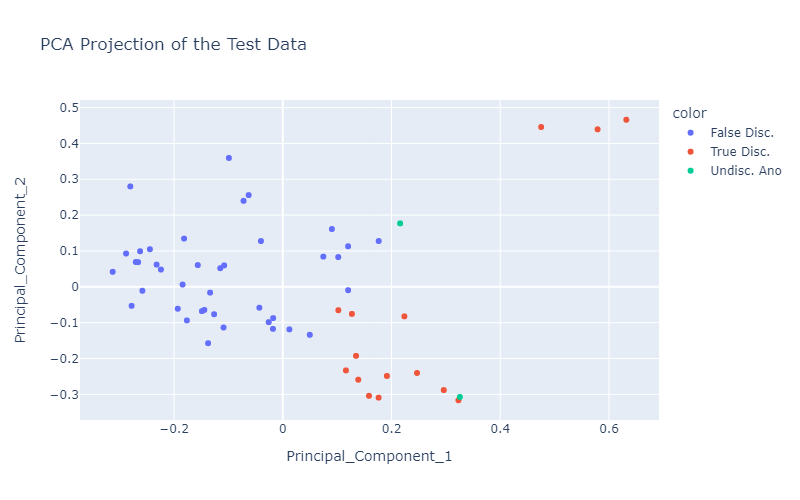 PCA Projection of the Test Data
color
False Disc.
True Disc.
Undisc. Ano
Principal_Component_2
0.5
0.4
0.3
0.2
0.1
0
−0.1
−0.2
−0.3
−0.2
0
0.2
0.4
0.6
Principal_Component_1